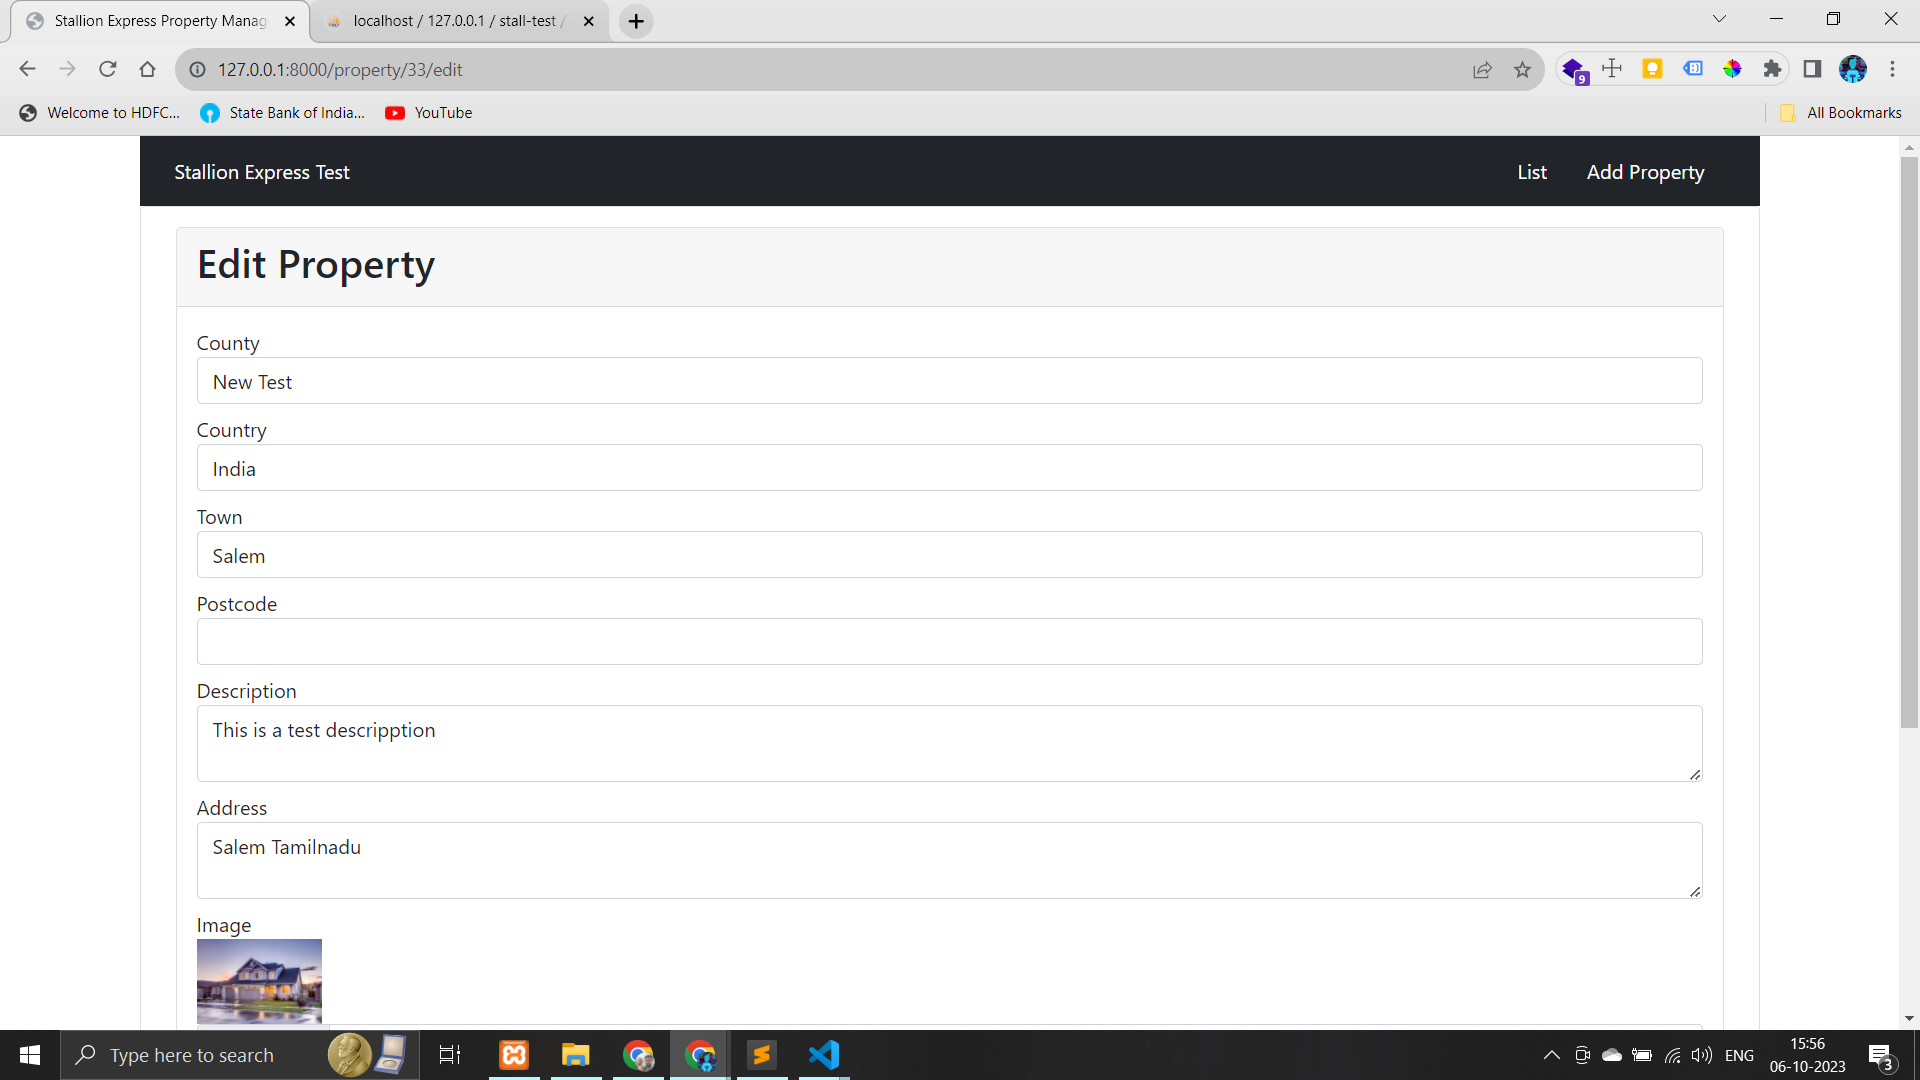 Stallion Express Property Manag
localhost / 127.0.0.1 / stall-test /
127.0.0.1:8000/property/33/edit
9
Welcome to HDFC...
State Bank of India...
YouTube
All Bookmarks
Stallion Express Test
List
Add Property
Edit Property
County
New Test
Country
India
Town
Salem
Postcode
Description
This is a test descripption
Address
Salem Tamilnadu
Image
Type here to search
ENG
15:56
06-10-2023
3